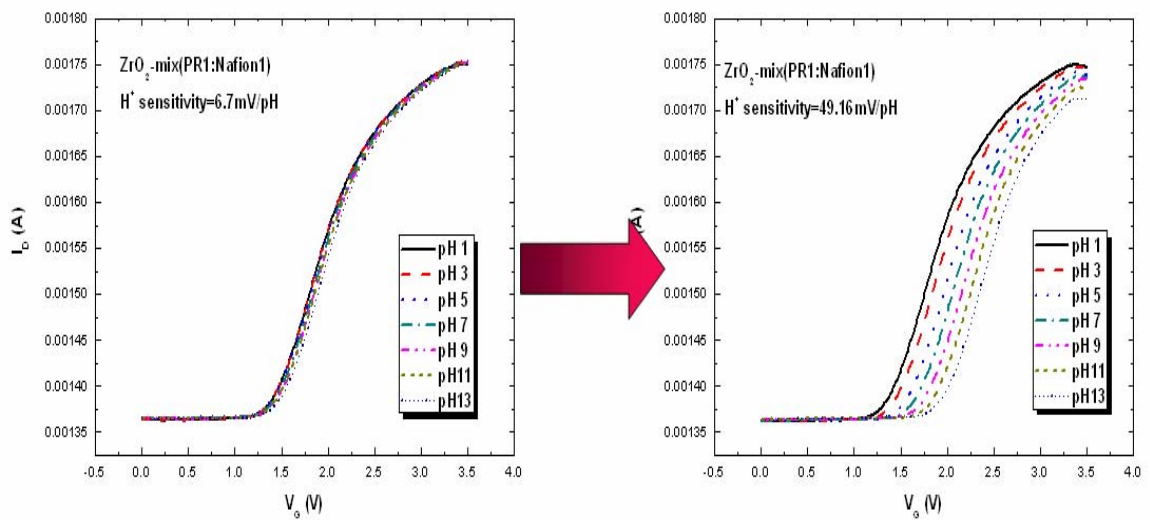 0.00180
0.00175
0.00170
0.00165
0.00160
0.00155
0.00150
0.00145
0.00140
0.00135
I_D (A)
ZrO₂-mix(PR1:Nafion1)
H⁺ sensitivity=6.7mV/pH
pH 1
pH 3
pH 5
pH 7
pH 9
pH11
pH13
-0.5 0.0 0.5 1.0 1.5 2.0 2.5 3.0 3.5 4.0
V_G (V)
0.00180
0.00175
0.00170
0.00165
0.00160
0.00155
0.00150
0.00145
0.00140
0.00135
(A)
ZrO₂-mix(PR1:Nafion1)
H⁺ sensitivity=49.16mV/pH
pH 1
pH 3
pH 5
pH 7
pH 9
pH11
pH13
-0.5 0.0 0.5 1.0 1.5 2.0 2.5 3.0 3.5 4.0
V_G (V)